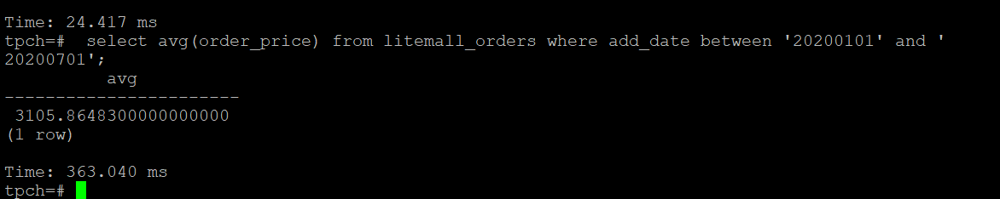 Time: 24.417 ms
tpch=#  select avg(order_price) from litemall_orders where add_date between '20200101' and '
20200701';
          avg
-----------------------
 3105.8648300000000000
(1 row)

Time: 363.040 ms
tpch=#